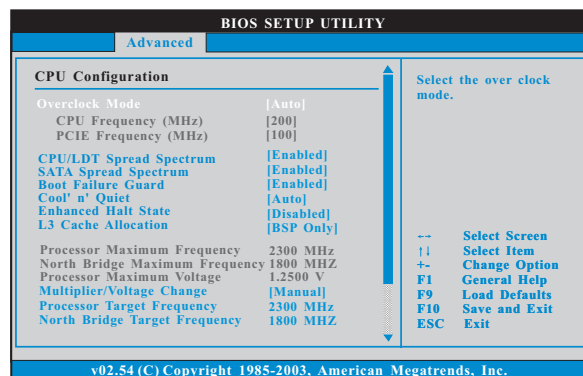 BIOS SETUP UTILITY
Advanced
CPU Configuration
Overclock Mode [Auto]
CPU Frequency (MHz) [200]
PCIE Frequency (MHz) [100]
CPU/LDT Spread Spectrum [Enabled]
SATA Spread Spectrum [Enabled]
Boot Failure Guard [Enabled]
Cool' n' Quiet [Auto]
Enhanced Halt State [Disabled]
L3 Cache Allocation [BSP Only]
Processor Maximum Frequency 2300 MHz
North Bridge Maximum Frequency 1800 MHZ
Processor Maximum Voltage 1.2500 V
Multiplier/Voltage Change [Manual]
Processor Target Frequency 2300 MHz
North Bridge Target Frequency 1800 MHZ
Select the over clock
mode.
←→ Select Screen
↑↓ Select Item
+- Change Option
F1 General Help
F9 Load Defaults
F10 Save and Exit
ESC Exit
v02.54 (C) Copyright 1985-2003, American Megatrends, Inc.